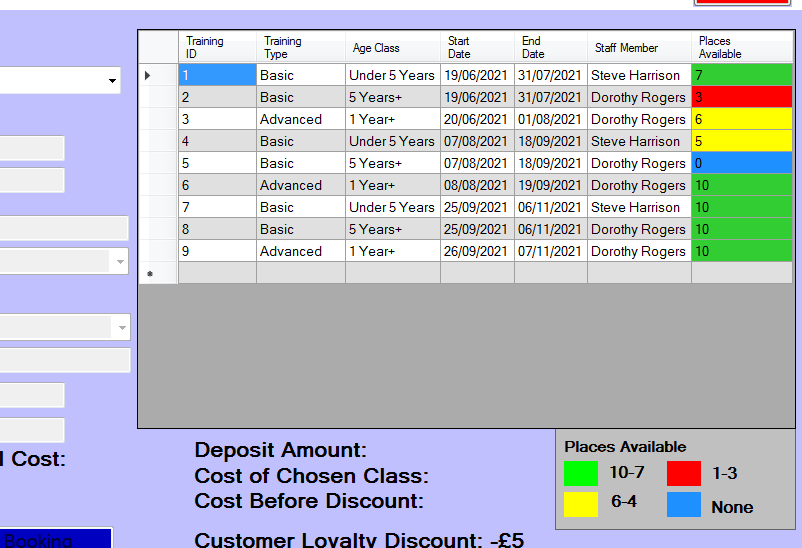 Training ID Training Type Age Class Start Date End Date Staff Member Places Available
1 Basic Under 5 Years 19/06/2021 31/07/2021 Steve Harrison 7
2 Basic 5 Years+ 19/06/2021 31/07/2021 Dorothy Rogers 3
3 Advanced 1 Year+ 20/06/2021 01/08/2021 Dorothy Rogers 6
4 Basic Under 5 Years 07/08/2021 18/09/2021 Steve Harrison 5
5 Basic 5 Years+ 07/08/2021 18/09/2021 Dorothy Rogers 0
6 Advanced 1 Year+ 08/08/2021 19/09/2021 Dorothy Rogers 10
7 Basic Under 5 Years 25/09/2021 06/11/2021 Steve Harrison 10
8 Basic 5 Years+ 25/09/2021 06/11/2021 Dorothy Rogers 10
9 Advanced 1 Year+ 26/09/2021 07/11/2021 Dorothy Rogers 10
*
Cost:
Deposit Amount:
Cost of Chosen Class:
Cost Before Discount:
Customer Loyalty Discount: -£5
Places Available
10-7 1-3
6-4 None
Booking